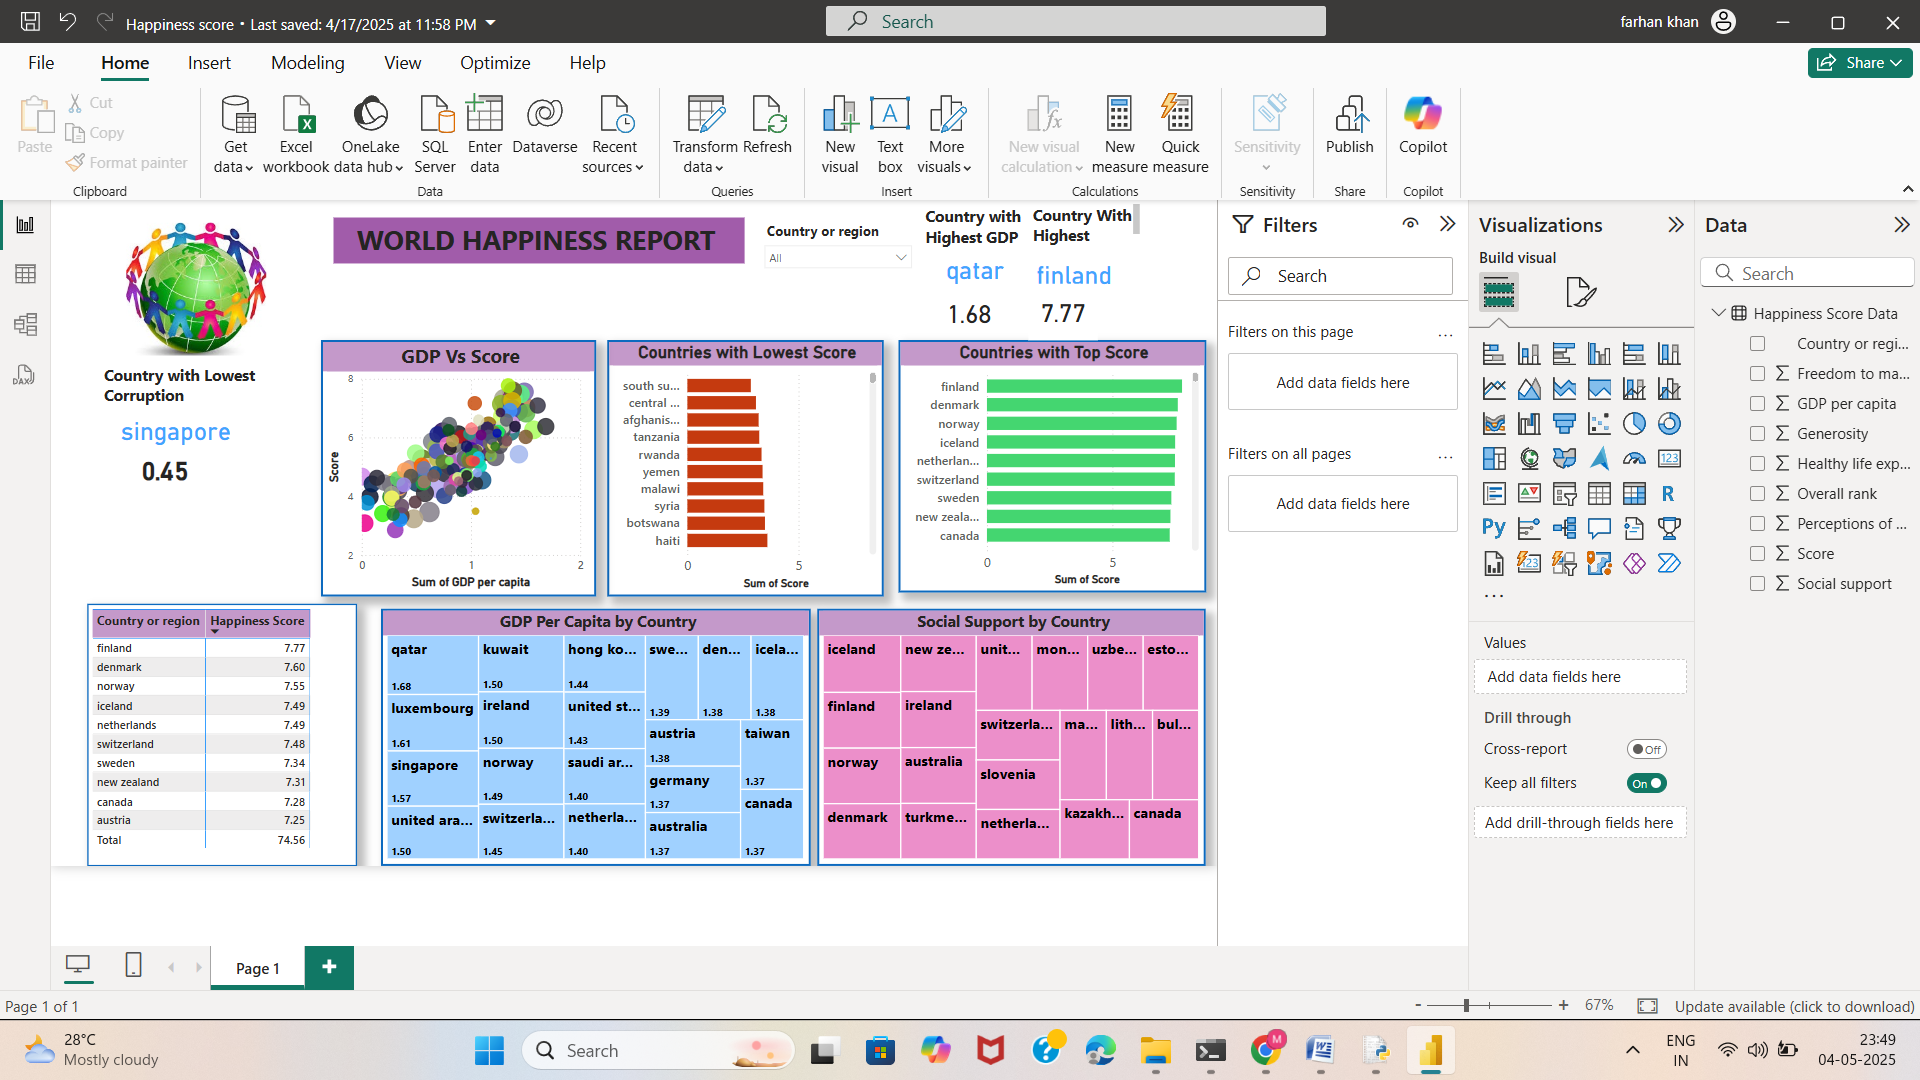 Happiness score • Last saved: 4/17/2025 at 11:58 PM
Search
farhan khan
File Home Insert Modeling View Optimize Help
Share
Paste
Cut
Copy
Format painter
Clipboard
Get data
Excel workbook
OneLake data hub
SQL Server
Enter data
Dataverse
Recent sources
Data
Transform data
Refresh
Queries
New visual
Text box
More visuals
Insert
New visual calculation
New measure
Quick measure
Calculations
Sensitivity
Sensitivity
Publish
Share
Copilot
Copilot
WORLD HAPPINESS REPORT
Country or region
All
Country with Highest GDP
qatar
1.68
Country With Highest
finland
7.77
Country with Lowest Corruption
singapore
0.45
GDP Vs Score
Score
8
6
4
2
0 1 2
Sum of GDP per capita
Countries with Lowest Score
south su...
central ...
afghanis...
tanzania
rwanda
yemen
malawi
syria
botswana
haiti
0 5
Sum of Score
Countries with Top Score
finland
denmark
norway
iceland
netherlan...
switzerland
sweden
new zeala...
canada
0 5
Sum of Score
Country or region Happiness Score
finland 7.77
denmark 7.60
norway 7.55
iceland 7.49
netherlands 7.49
switzerland 7.48
sweden 7.34
new zealand 7.31
canada 7.28
austria 7.25
Total 74.56
GDP Per Capita by Country
qatar
1.68
luxembourg
1.61
singapore
1.57
united ara...
1.50
kuwait
1.50
ireland
1.50
norway
1.49
switzerla...
1.45
hong ko...
1.44
united st...
1.43
saudi ar...
1.40
netherla...
1.40
swe...
1.39
den...
1.38
icela...
1.38
austria
1.38
germany
1.37
australia
1.37
taiwan
1.37
canada
1.37
Social Support by Country
iceland
finland
norway
denmark
new ze...
ireland
australia
turkme...
unit...
mon...
uzbe...
esto...
switzerla...
slovenia
netherla...
ma...
lith...
bul...
kazakh...
canada
Filters
Search
Filters on this page
...
Add data fields here
Filters on all pages
...
Add data fields here
Visualizations
Build visual
123
R
Py
123
...
Values
Add data fields here
Drill through
Cross-report
Off
Keep all filters
On
Add drill-through fields here
Data
Search
Happiness Score Data
Country or regi...
Freedom to ma...
GDP per capita
Generosity
Healthy life exp...
Overall rank
Perceptions of ...
Score
Social support
DAX
Page 1
+
Page 1 of 1
- + 67%
Update available (click to download)
28°C
Mostly cloudy
Search
M
ENG
IN
23:49
04-05-2025